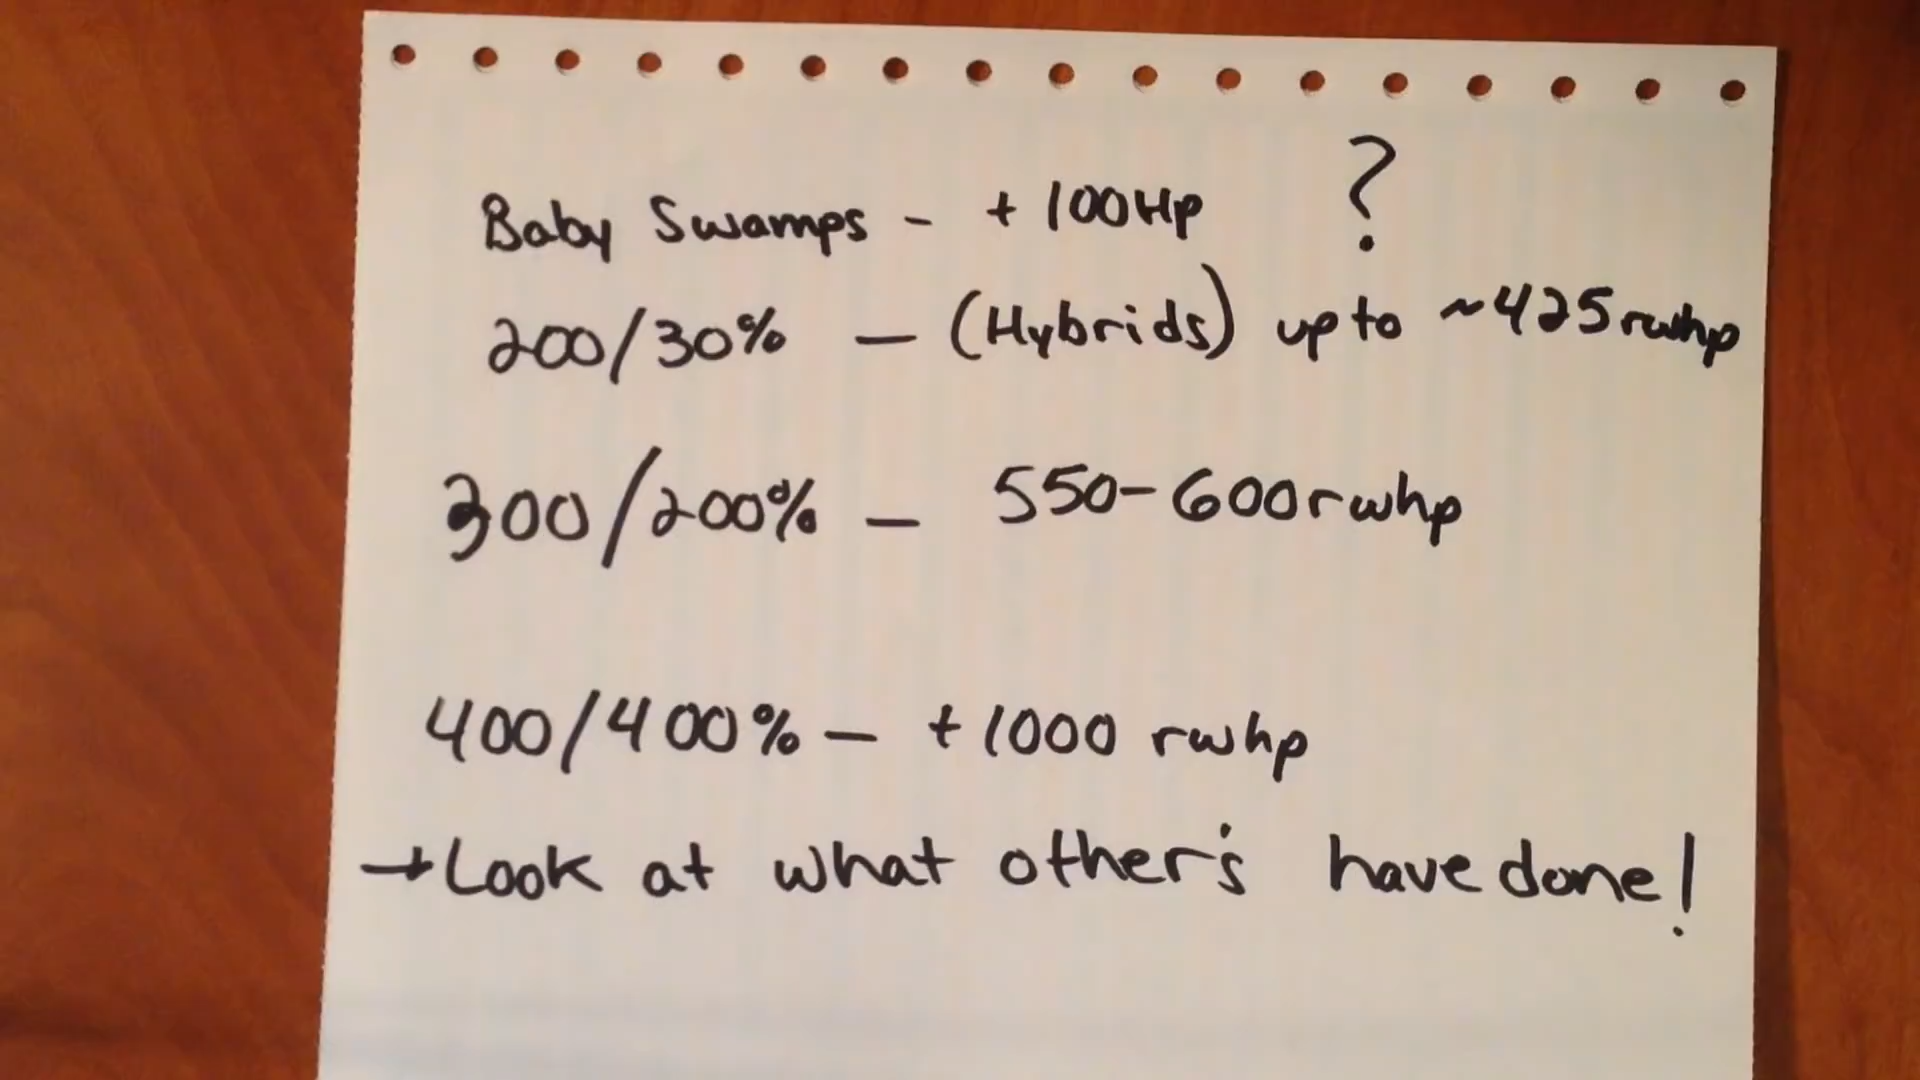 ?
Baby Swamps - + 100Hp
200/30% — (Hybrids) up to ~425rwhp
300/200% — 550-600rwhp
400/400% — +1000 rwhp
→Look at what other's have done!